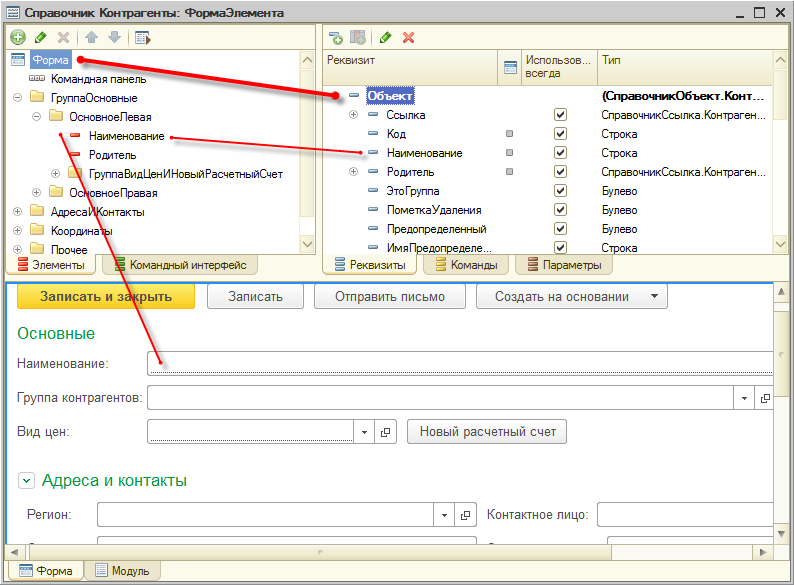 Справочник Контрагенты: ФормаЭлемента
Форма
Командная панель
ГруппаОсновные
ОсновноеЛевая
Наименование
Родитель
ГруппаВидЦенИНовыйРасчетныйСчет
ОсновноеПравая
АдресаИКонтакты
Координаты
Прочее
Элементы
Командный интерфейс
Реквизит
Использов... всегда
Тип
Объект
(СправочникОбъект.Конт...
Ссылка
СправочникСсылка.Контраген...
Код
Строка
Наименование
Строка
Родитель
СправочникСсылка.Контраген...
ЭтоГруппа
Булево
ПометкаУдаления
Булево
Предопределенный
Булево
ИмяПредопределе...
Строка
Реквизиты
Команды
Параметры
Записать и закрыть
Записать
Отправить письмо
Создать на основании
Основные
Наименование:
Группа контрагентов:
Вид цен:
Новый расчетный счет
Адреса и контакты
Регион:
Контактное лицо:
Форма
Модуль